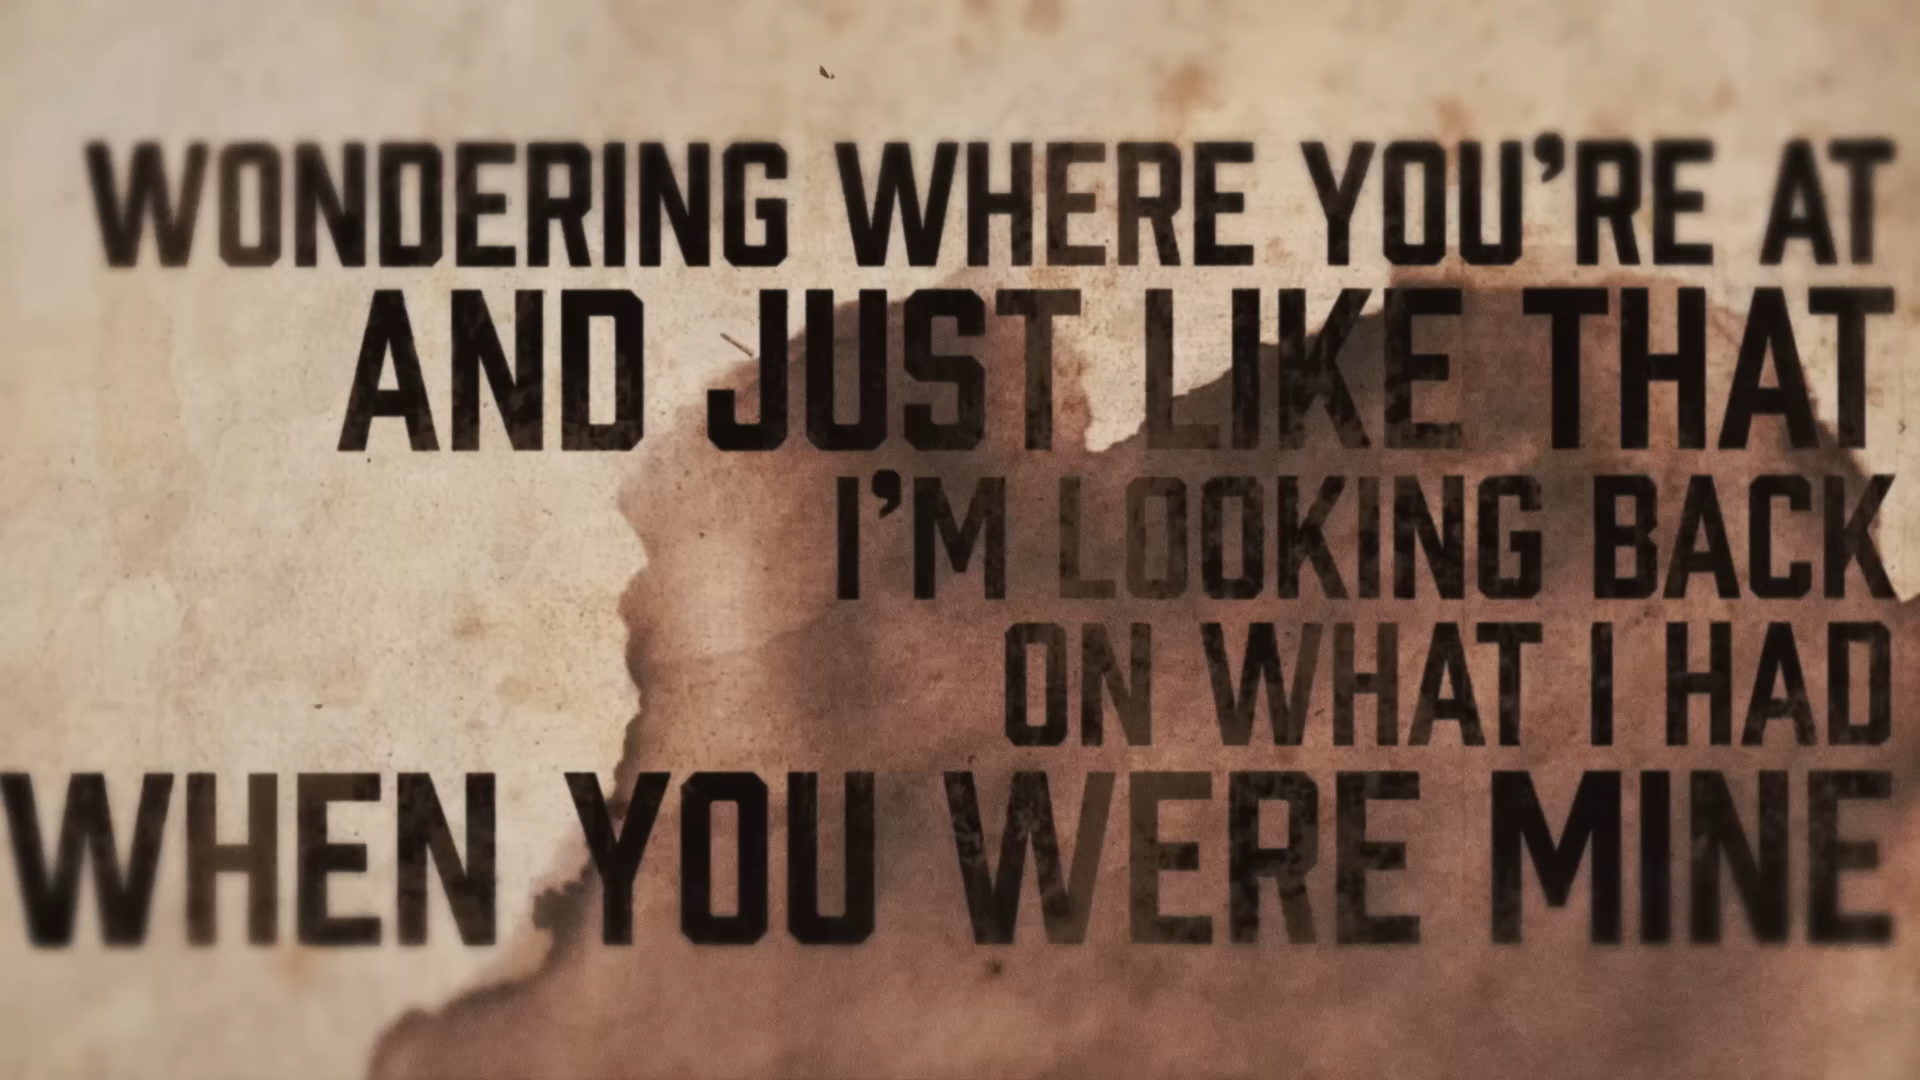 WONDERING WHERE YOU'RE AT
AND JUST LIKE THAT
I'M LOOKING BACK
ON WHAT I HAD
WHEN YOU WERE MINE